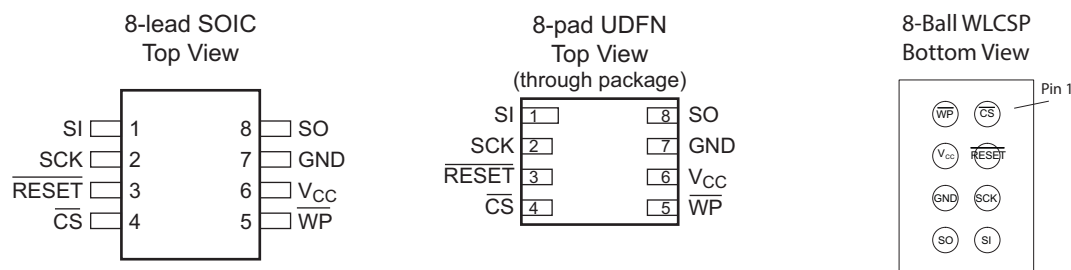 8-lead SOIC
Top View
SI 1 8 SO
SCK 2 7 GND
RESET 3 6 VCC
CS 4 5 WP
8-pad UDFN
Top View
(through package)
SI 1 8 SO
SCK 2 7 GND
RESET 3 6 VCC
CS 4 5 WP
8-Ball WLCSP
Bottom View
Pin 1
WP CS
VCC RESET
GND SCK
SO SI